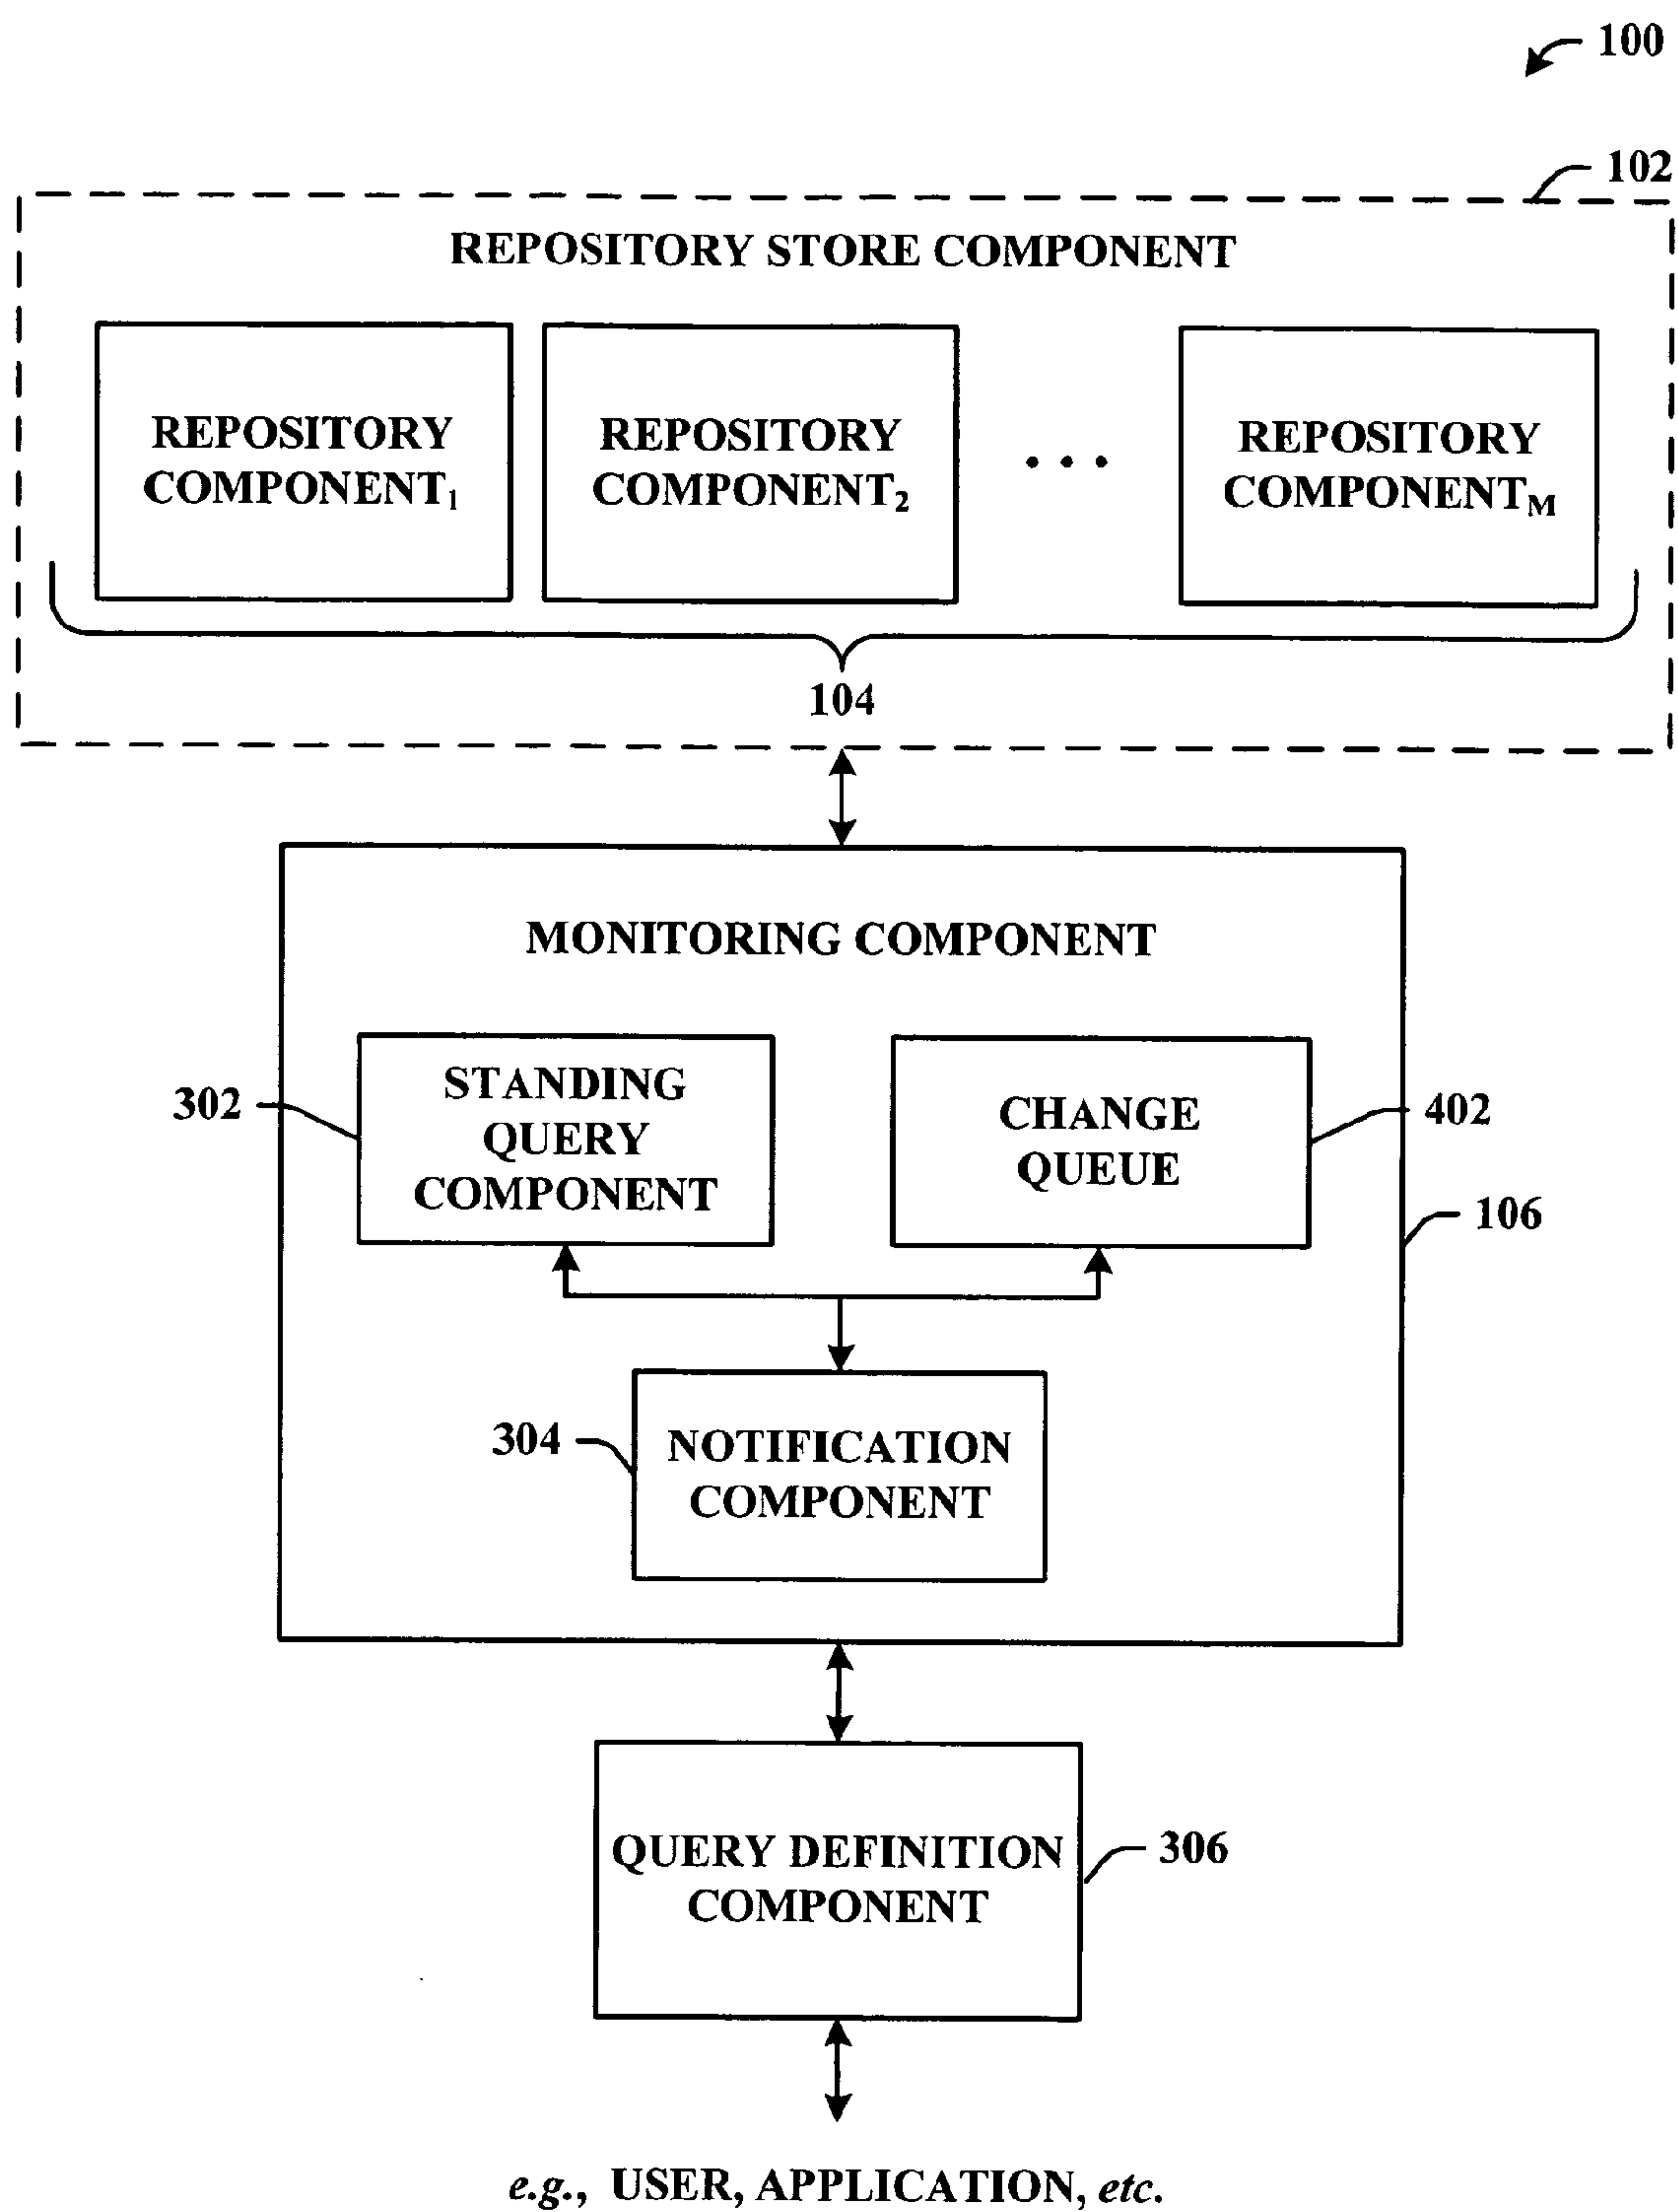 100
102
REPOSITORY STORE COMPONENT
REPOSITORY
COMPONENT₁
REPOSITORY
COMPONENT₂
• • •
REPOSITORY
COMPONENTM
104
MONITORING COMPONENT
302
STANDING
QUERY
COMPONENT
CHANGE
QUEUE
402
106
304
NOTIFICATION
COMPONENT
QUERY DEFINITION
COMPONENT
306
e.g., USER, APPLICATION, etc.